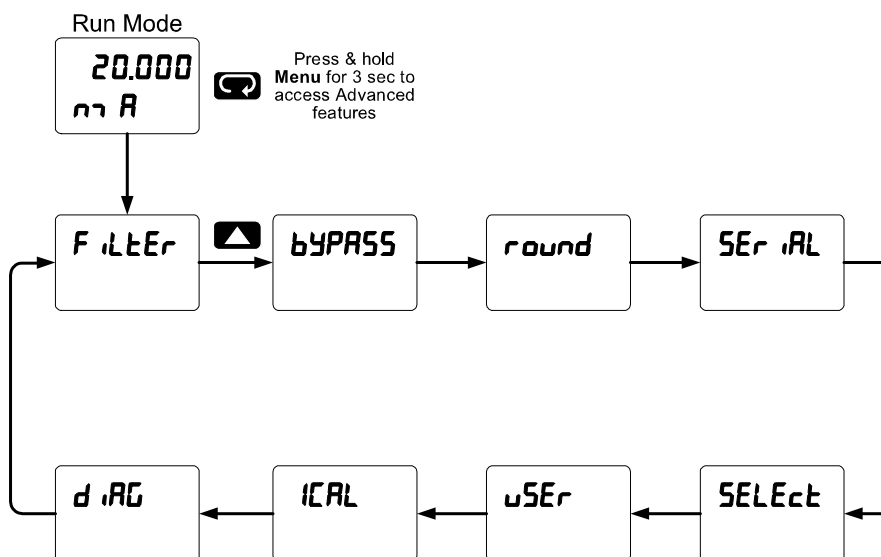 Run Mode
20.000
mA
Press & hold
Menu for 3 sec to
access Advanced
features
FiLtEr
bYPASS
round
SEriAL
diAG
ICAL
uSEr
SELEct